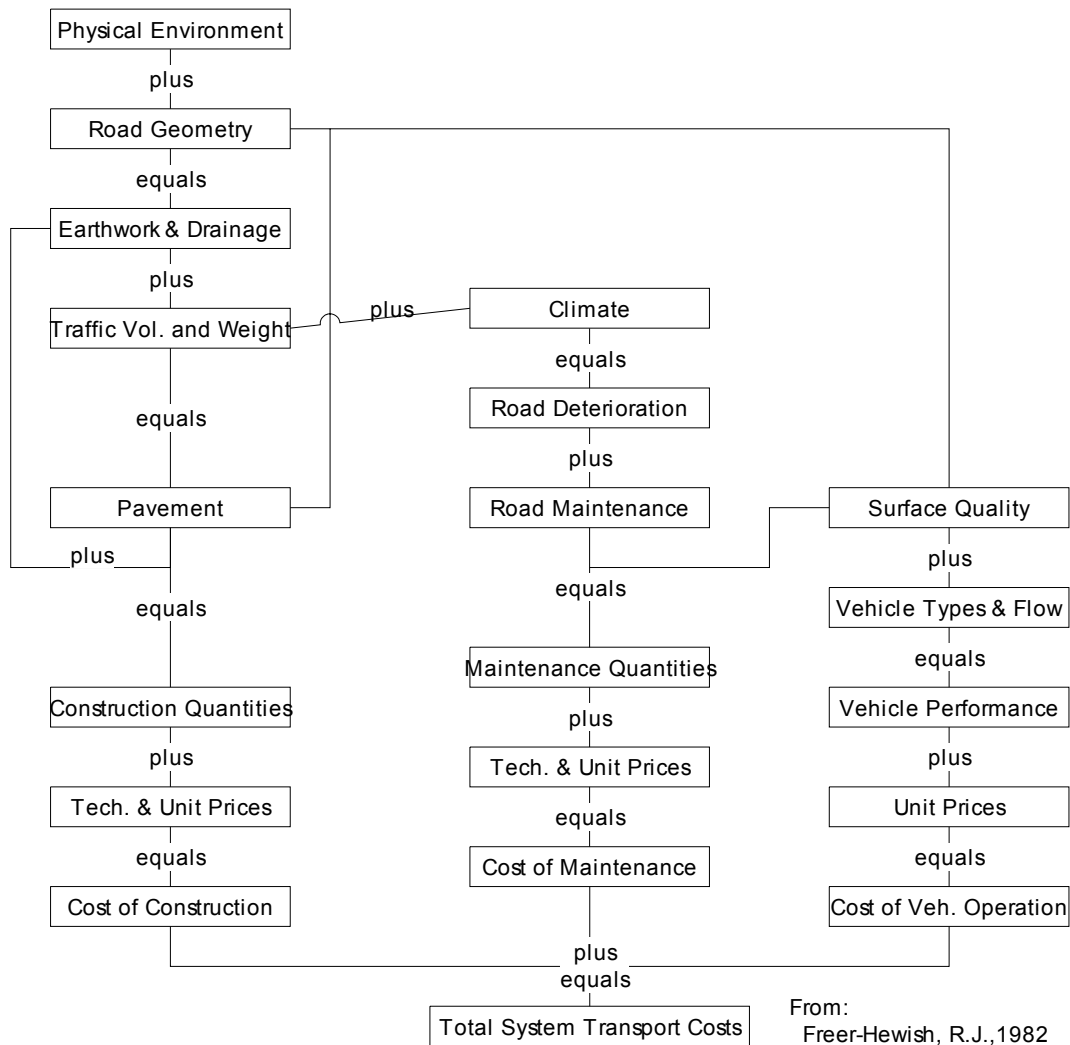 Physical Environment
plus
Road Geometry
equals
Earthwork & Drainage
plus
Traffic Vol. and Weight
plus
Climate
equals
equals
Road Deterioration
plus
Pavement
Road Maintenance
Surface Quality
plus
plus
equals
equals
Vehicle Types & Flow
equals
Maintenance Quantities
Construction Quantities
Vehicle Performance
plus
plus
plus
Tech. & Unit Prices
Tech. & Unit Prices
Unit Prices
equals
equals
equals
Cost of Maintenance
Cost of Construction
Cost of Veh. Operation
plus
equals
Total System Transport Costs
From:
Freer-Hewish, R.J.,1982